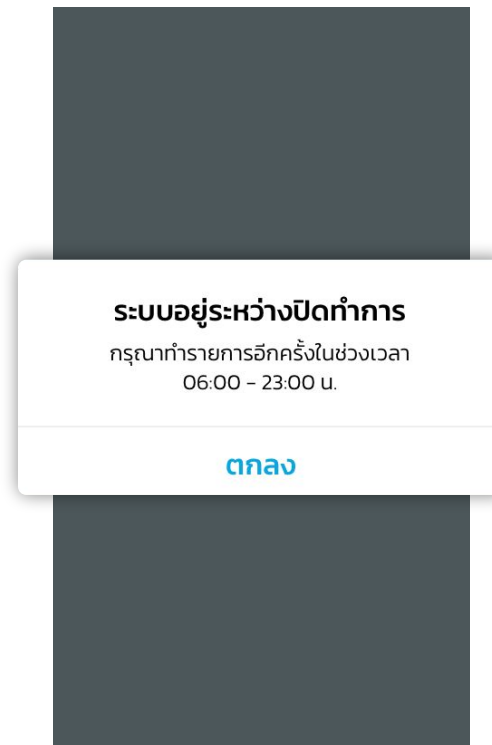 ระบบอยู่ระหว่างปิดทำการ
กรุณาทำรายการอีกครั้งในช่วงเวลา
06:00 - 23:00 น.
ตกลง